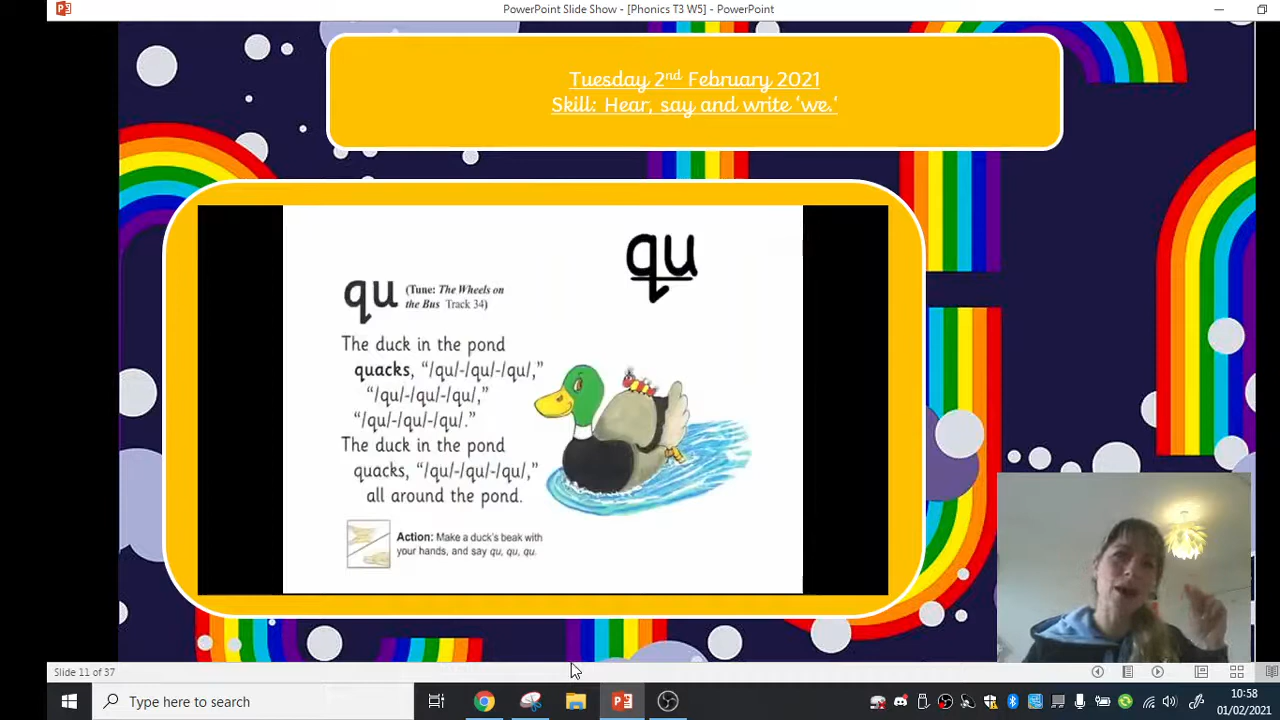 PowerPoint Slide Show - [Phonics T3 W5] - PowerPoint
Tuesday 2nd February 2021
Skill: Hear, say and write ‘we.’
qu
qu (Tune: The Wheels on
the Bus Track 34)
The duck in the pond
quacks, “/qu/-/qu/-/qu/,”
“/qu/-/qu/-/qu/,”
“/qu/-/qu/-/qu/.”
The duck in the pond
quacks, “/qu/-/qu/-/qu/,”
all around the pond.
Action: Make a duck's beak with
your hands, and say qu, qu, qu.
Slide 11 of 37
Type here to search
10:58
01/02/2021